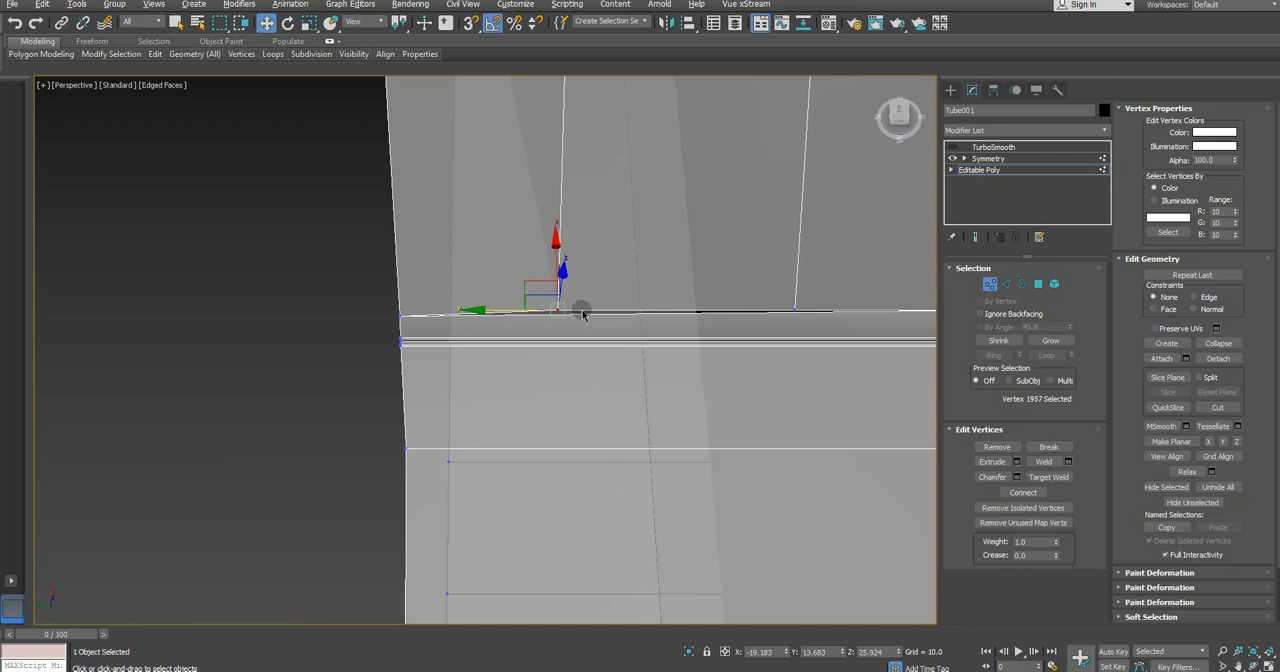 File Edit Tools Group Views Create Modifiers Animation Graph Editors Rendering Civil View Customize Scripting Content Arnold Help Vue xStream Sign In Workspaces: Default
All View Create Selection Se
Modeling Freeform Selection Object Paint Populate
Polygon Modeling Modify Selection Edit Geometry (All) Vertices Loops Subdivision Visibility Align Properties
[+] [Perspective] [Standard] [Edged Faces]
Tube001
Modifier List
TurboSmooth
Symmetry
Editable Poly
Selection
By Vertex
Ignore Backfacing
By Angle: 45.0
Shrink Grow
Ring Loop
Preview Selection
Off SubObj Multi
Vertex 1957 Selected
Edit Vertices
Remove Break
Extrude Weld
Chamfer Target Weld
Connect
Remove Isolated Vertices
Remove Unused Map Verts
Weight: 1.0
Crease: 0.0
Vertex Properties
Edit Vertex Colors
Color:
Illumination:
Alpha: 100.0
Select Vertices By
Color
Illumination Range:
R: 10
G: 10
B: 10
Select
Edit Geometry
Repeat Last
Constraints
None Edge
Face Normal
Preserve UVs
Create Collapse
Attach Detach
Slice Plane Split
Slice Reset Plane
QuickSlice Cut
MSmooth Tessellate
Make Planar X Y Z
View Align Grid Align
Relax
Hide Selected Unhide All
Hide Unselected
Named Selections:
Copy Paste
Delete Isolated Vertices
Full Interactivity
Paint Deformation
Paint Deformation
Paint Deformation
Soft Selection
x
y
z
0 / 100
1 Object Selected
X: -19.183 Y: 13.683 Z: 25.924 Grid = 10.0
Auto Key Selected
MAXScript Mi
Click or click-and-drag to select objects
Add Time Tag
0
Set Key Key Filters...